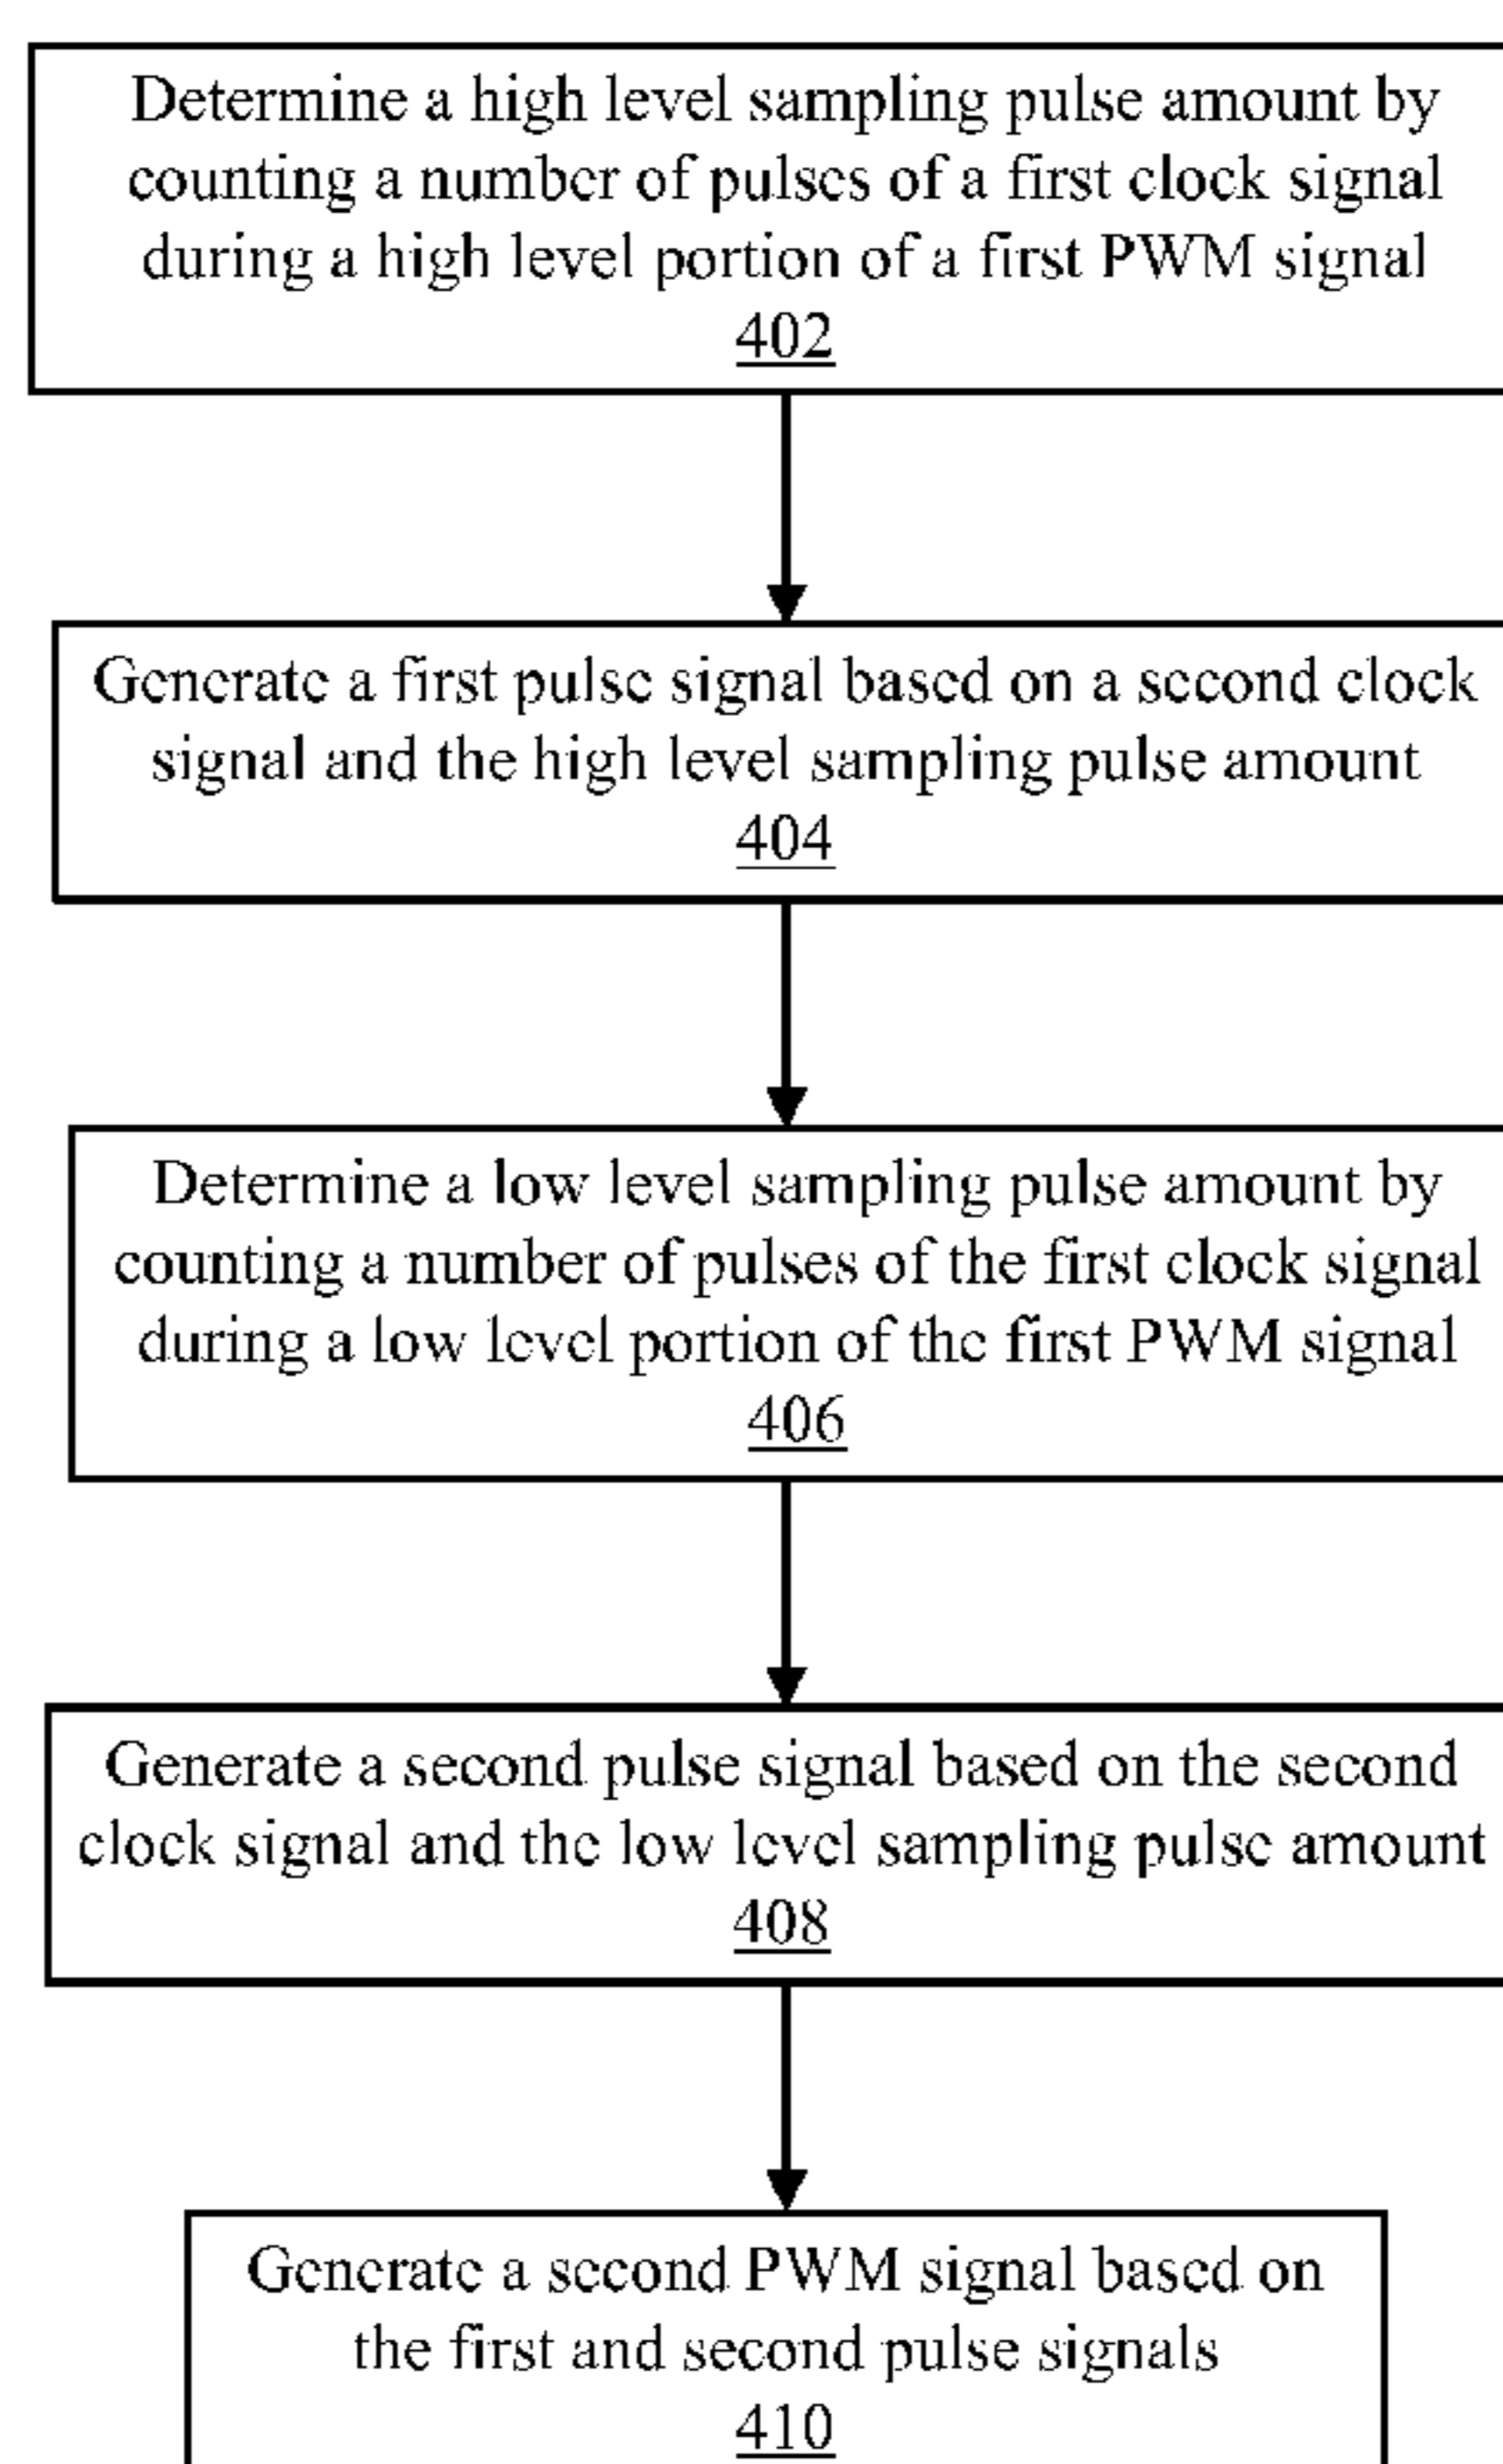 Determine a high level sampling pulse amount by
counting a number of pulses of a first clock signal
during a high level portion of a first PWM signal
402
Generate a first pulse signal based on a second clock
signal and the high level sampling pulse amount
404
Determine a low level sampling pulse amount by
counting a number of pulses of the first clock signal
during a low level portion of the first PWM signal
406
Generate a second pulse signal based on the second
clock signal and the low level sampling pulse amount
408
Generate a second PWM signal based on
the first and second pulse signals
410